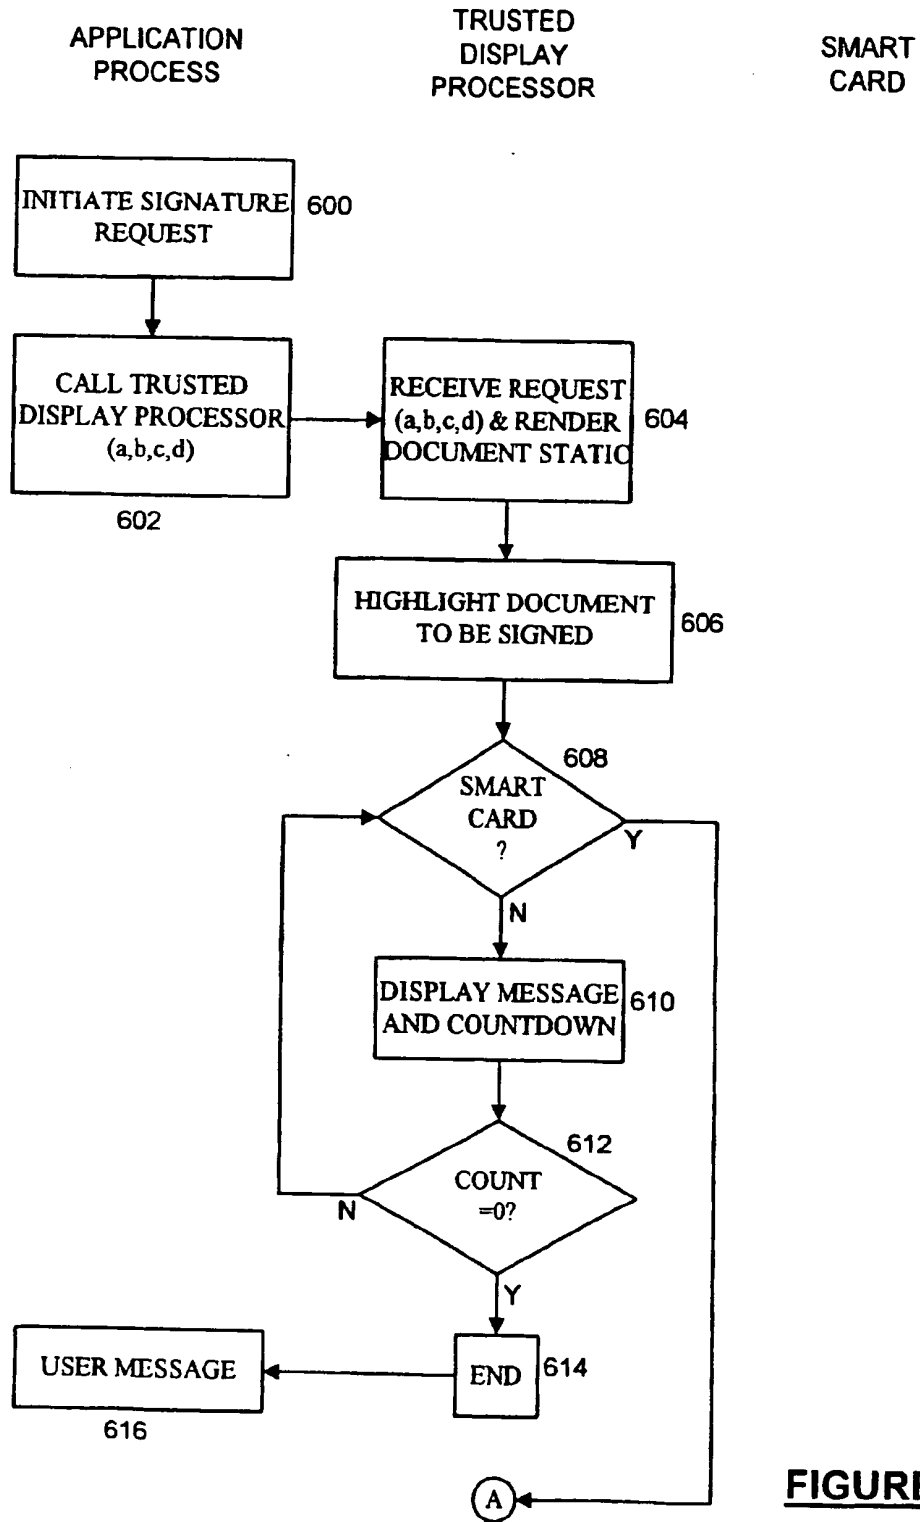 APPLICATION
PROCESS
TRUSTED
DISPLAY
PROCESSOR
SMART
CARD
INITIATE SIGNATURE
REQUEST
600
CALL TRUSTED
DISPLAY PROCESSOR
(a,b,c,d)
602
RECEIVE REQUEST
(a,b,c,d) & RENDER
DOCUMENT STATIC
604
HIGHLIGHT DOCUMENT
TO BE SIGNED
606
608
SMART
CARD
?
Y
N
DISPLAY MESSAGE
AND COUNTDOWN
610
612
COUNT
=0?
N
Y
USER MESSAGE
616
END
614
A
FIGURE